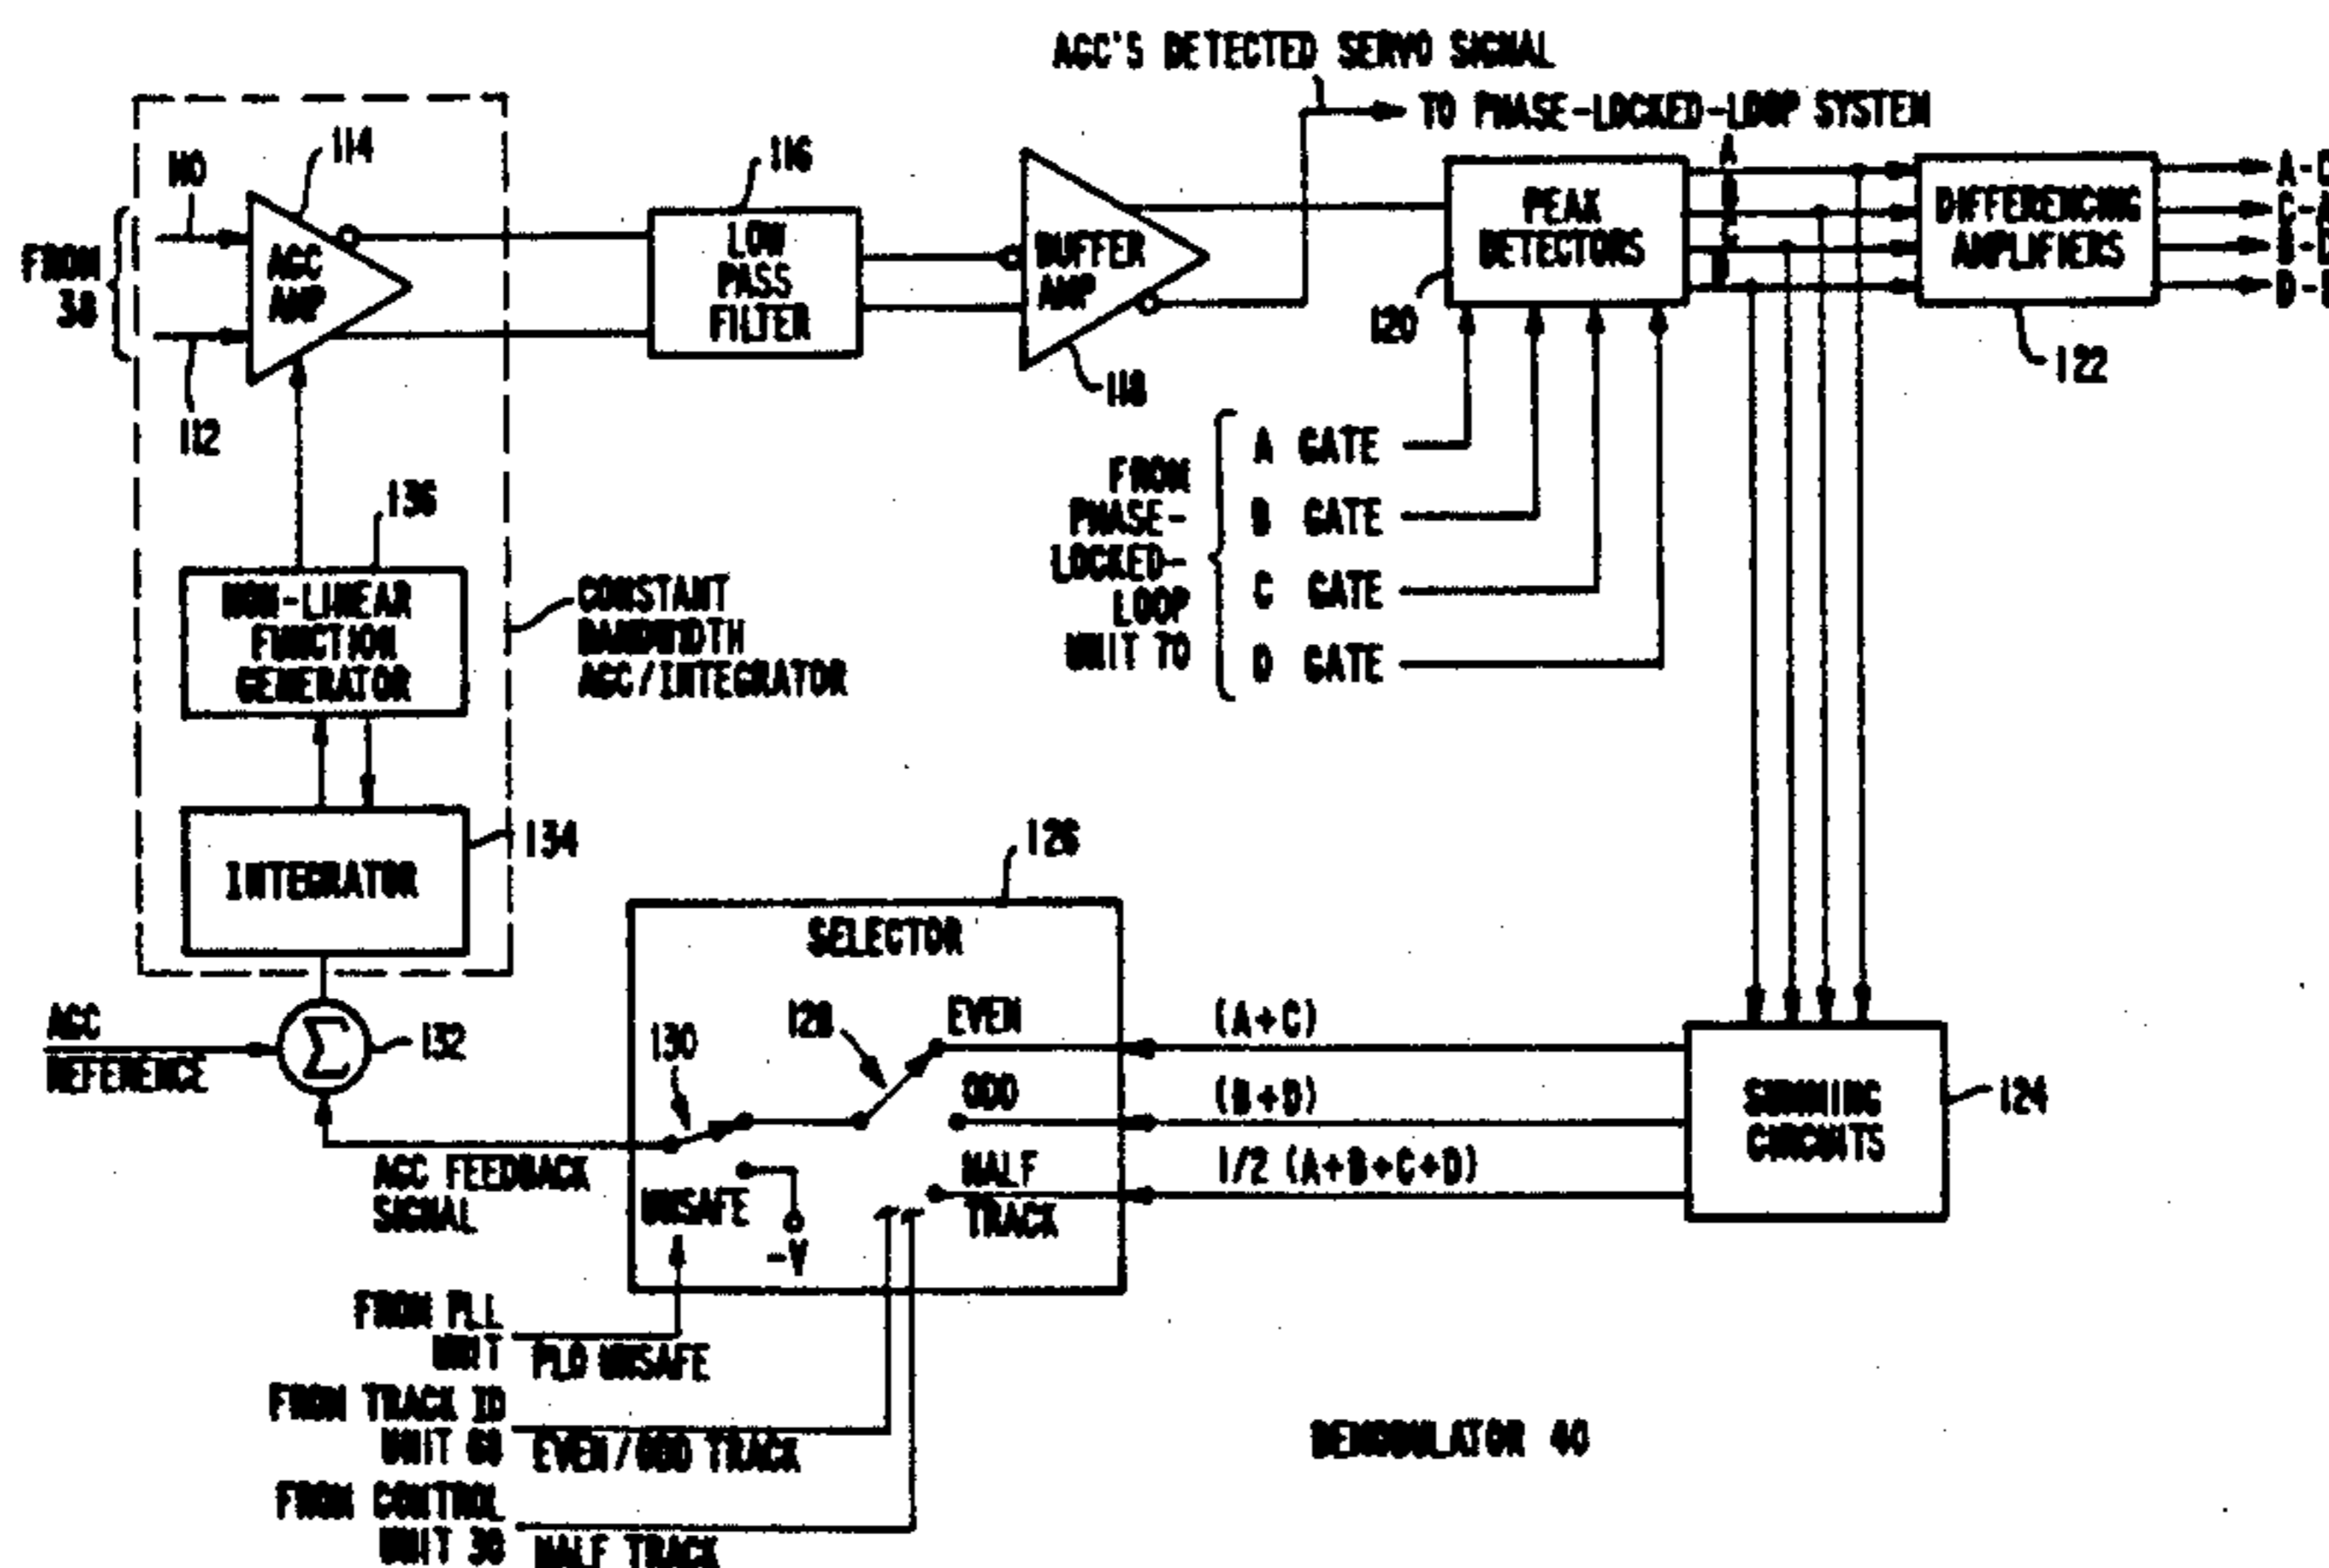 AGC'S DETECTED SERVO SIGNAL
TO PHASE-LOCKED-LOOP SYSTEM
110
114
116
FROM
38
AGC
AMP
LOW
PASS
FILTER
BUFFER
AMP
PEAK
DETECTORS
DIFFERENCING
AMPLIFIERS
112
118
120
122
FROM
PHASE-
LOCKED-
LOOP
UNIT TO
A GATE
B GATE
C GATE
D GATE
136
NON-LINEAR
FUNCTION
GENERATOR
CONSTANT
BANDWIDTH
AGC/INTEGRATOR
INTEGRATOR
134
126
SELECTOR
AGC
REFERENCE
Σ
132
130
128
EVEN
ODD
HALF
TRACK
UNSAFE
-V
(A+C)
(B+D)
1/2 (A+B+C+D)
SUMMING
CIRCUITS
124
AGC FEEDBACK
SIGNAL
FROM PLL
UNIT
PLO UNSAFE
FROM TRACK ID
UNIT
EVEN/ODD TRACK
FROM CONTROL
UNIT
HALF TRACK
DEMODULATOR 40